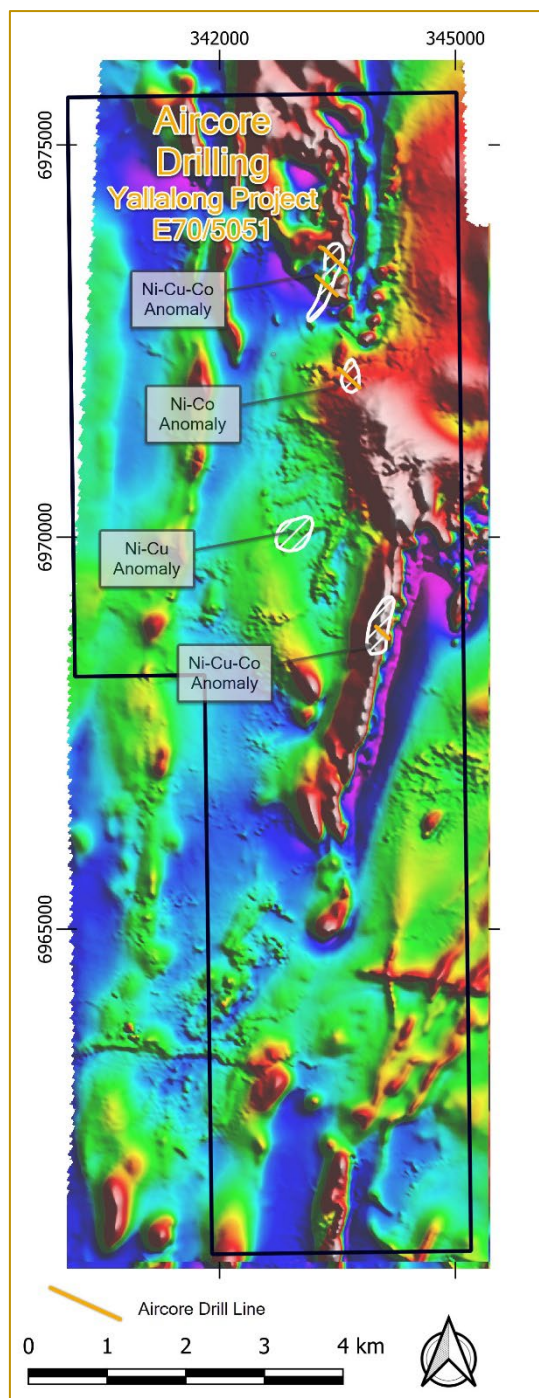 342000 345000
6975000
Aircore
Drilling
Yallalong Project
E70/5051
Ni-Cu-Co
Anomaly
Ni-Co
Anomaly
6970000
Ni-Cu
Anomaly
Ni-Cu-Co
Anomaly
6965000
Aircore Drill Line
0 1 2 3 4 km